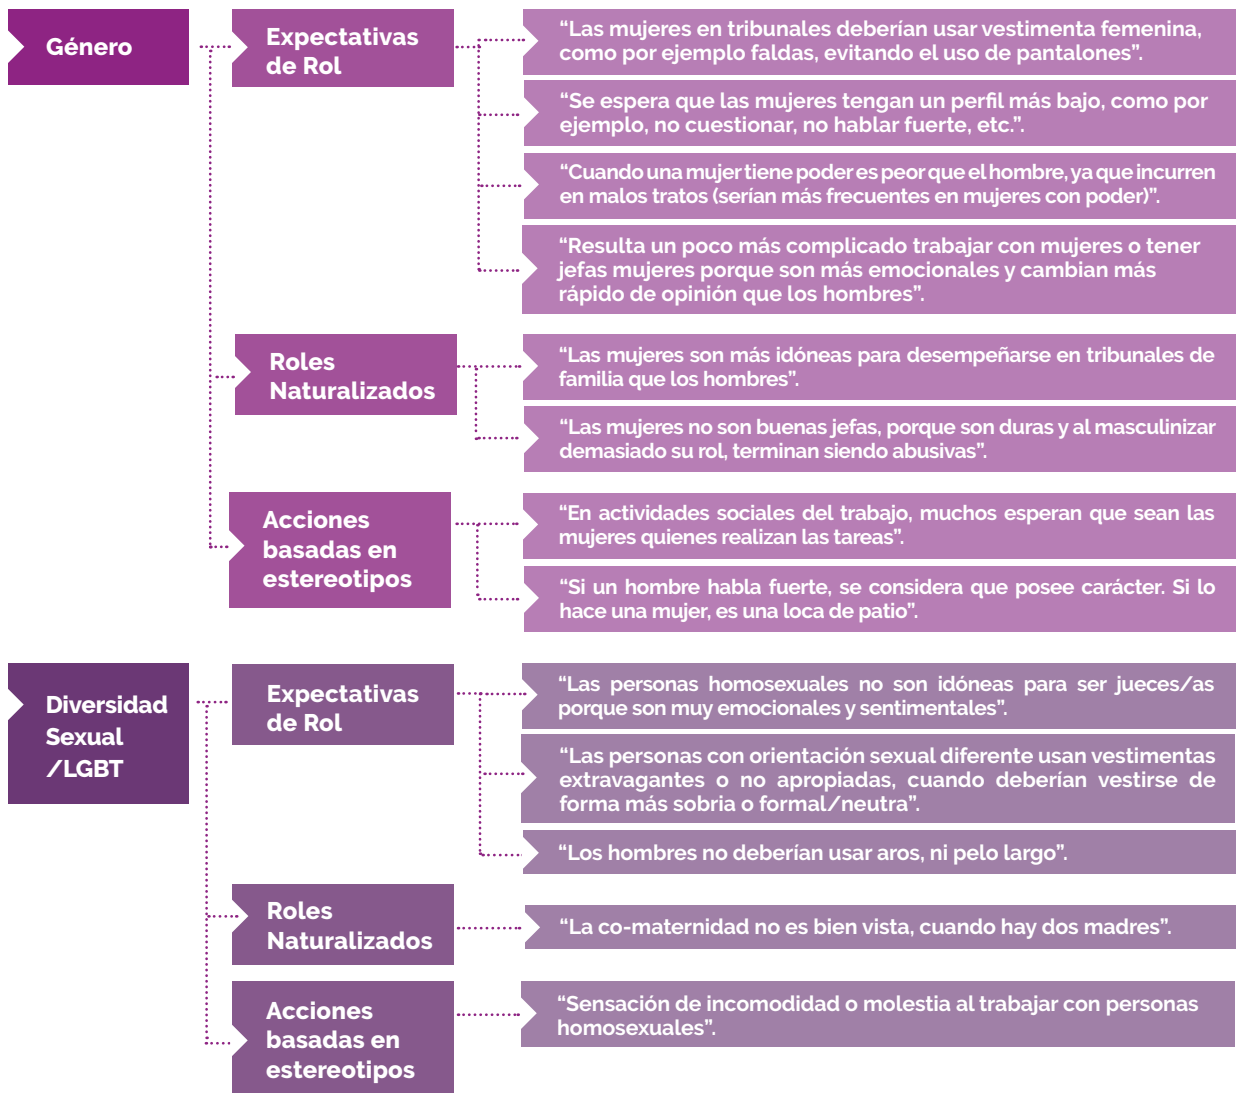 Género
Expectativas
de Rol
“Las mujeres en tribunales deberían usar vestimenta femenina,
como por ejemplo faldas, evitando el uso de pantalones”.
“Se espera que las mujeres tengan un perfil más bajo, como por
ejemplo, no cuestionar, no hablar fuerte, etc.”.
“Cuando una mujer tiene poder es peor que el hombre, ya que incurren
en malos tratos (serían más frecuentes en mujeres con poder)”.
“Resulta un poco más complicado trabajar con mujeres o tener
jefas mujeres porque son más emocionales y cambian más
rápido de opinión que los hombres”.
Roles
Naturalizados
“Las mujeres son más idóneas para desempeñarse en tribunales de
familia que los hombres”.
“Las mujeres no son buenas jefas, porque son duras y al masculinizar
demasiado su rol, terminan siendo abusivas”.
Acciones
basadas en
estereotipos
“En actividades sociales del trabajo, muchos esperan que sean las
mujeres quienes realizan las tareas”.
“Si un hombre habla fuerte, se considera que posee carácter. Si lo
hace una mujer, es una loca de patio”.
Diversidad
Sexual
/LGBT
Expectativas
de Rol
“Las personas homosexuales no son idóneas para ser jueces/as
porque son muy emocionales y sentimentales”.
“Las personas con orientación sexual diferente usan vestimentas
extravagantes o no apropiadas, cuando deberían vestirse de
forma más sobria o formal/neutra”.
“Los hombres no deberían usar aros, ni pelo largo”.
Roles
Naturalizados
“La co-maternidad no es bien vista, cuando hay dos madres”.
Acciones
basadas en
estereotipos
“Sensación de incomodidad o molestia al trabajar con personas
homosexuales”.